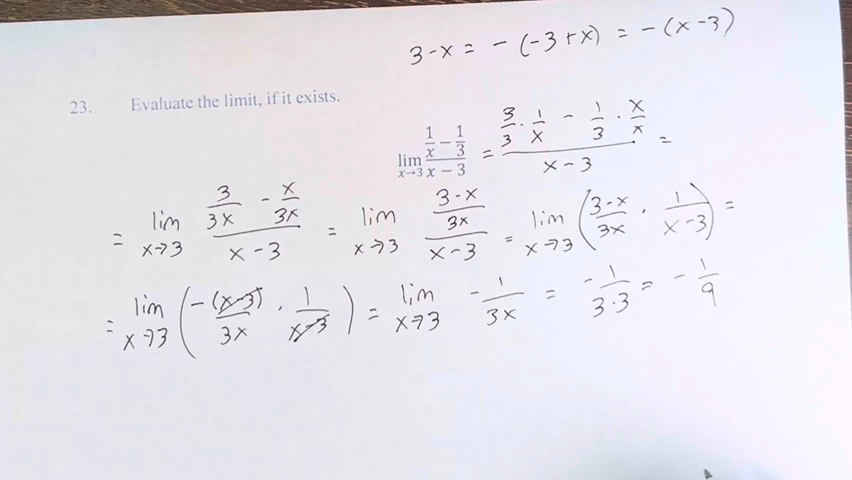 3-x = -(-3+x) = -(x-3)
23. Evaluate the limit, if it exists.
lim x→3 (1/x - 1/3)/(x - 3) = (3/3 · 1/x - 1/3 · x/x)/(x-3) =
= lim x→3 (3/3x - x/3x)/(x-3) = lim x→3 ((3-x)/3x)/(x-3) = lim x→3 ((3-x)/3x · 1/(x-3)) =
= lim x→3 (-(x-3)/3x · 1/(x-3)) = lim x→3 -1/3x = -1/3·3 = -1/9